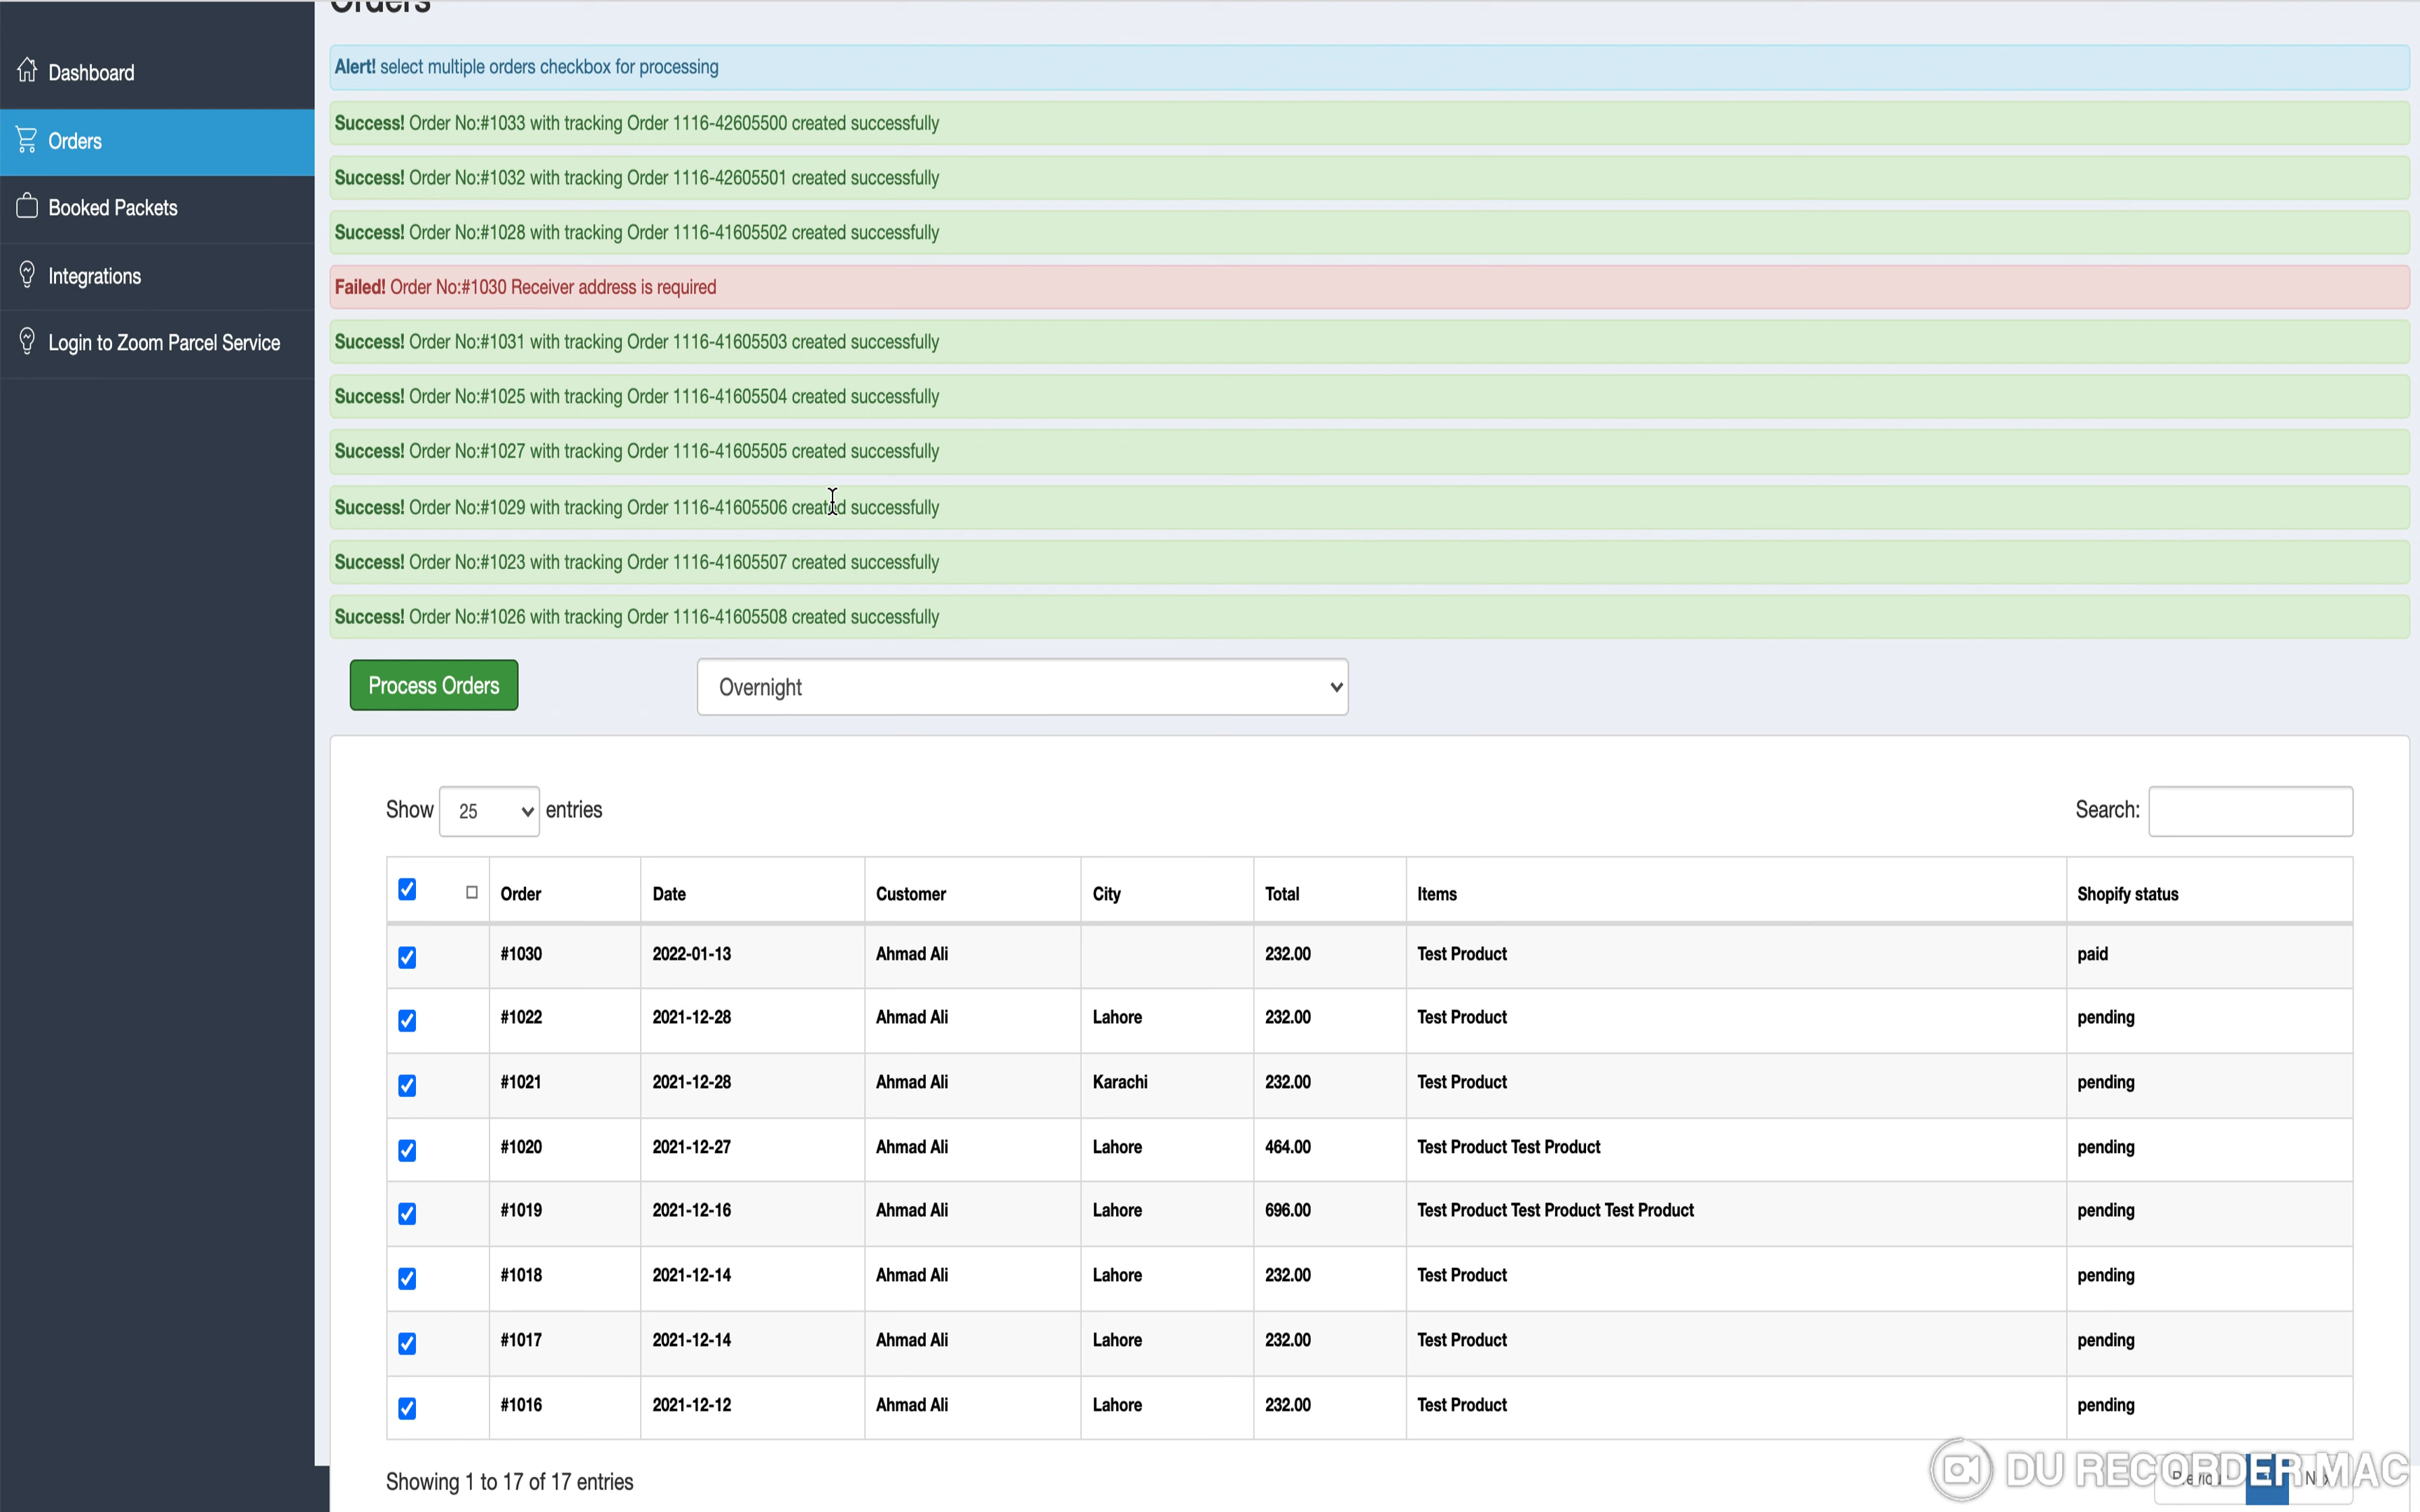 Orders
Dashboard
Orders
Booked Packets
Integrations
Login to Zoom Parcel Service
Alert! select multiple orders checkbox for processing
Success! Order No:#1033 with tracking Order 1116-42605500 created successfully
Success! Order No:#1032 with tracking Order 1116-42605501 created successfully
Success! Order No:#1028 with tracking Order 1116-41605502 created successfully
Failed! Order No:#1030 Receiver address is required
Success! Order No:#1031 with tracking Order 1116-41605503 created successfully
Success! Order No:#1025 with tracking Order 1116-41605504 created successfully
Success! Order No:#1027 with tracking Order 1116-41605505 created successfully
Success! Order No:#1029 with tracking Order 1116-41605506 created successfully
Success! Order No:#1023 with tracking Order 1116-41605507 created successfully
Success! Order No:#1026 with tracking Order 1116-41605508 created successfully
Process Orders Overnight
Show 25 entries Search:
Order Date Customer City Total Items Shopify status
#1030 2022-01-13 Ahmad Ali 232.00 Test Product paid
#1022 2021-12-28 Ahmad Ali Lahore 232.00 Test Product pending
#1021 2021-12-28 Ahmad Ali Karachi 232.00 Test Product pending
#1020 2021-12-27 Ahmad Ali Lahore 464.00 Test Product Test Product pending
#1019 2021-12-16 Ahmad Ali Lahore 696.00 Test Product Test Product Test Product pending
#1018 2021-12-14 Ahmad Ali Lahore 232.00 Test Product pending
#1017 2021-12-14 Ahmad Ali Lahore 232.00 Test Product pending
#1016 2021-12-12 Ahmad Ali Lahore 232.00 Test Product pending
Showing 1 to 17 of 17 entries
DU RECORDER MAC